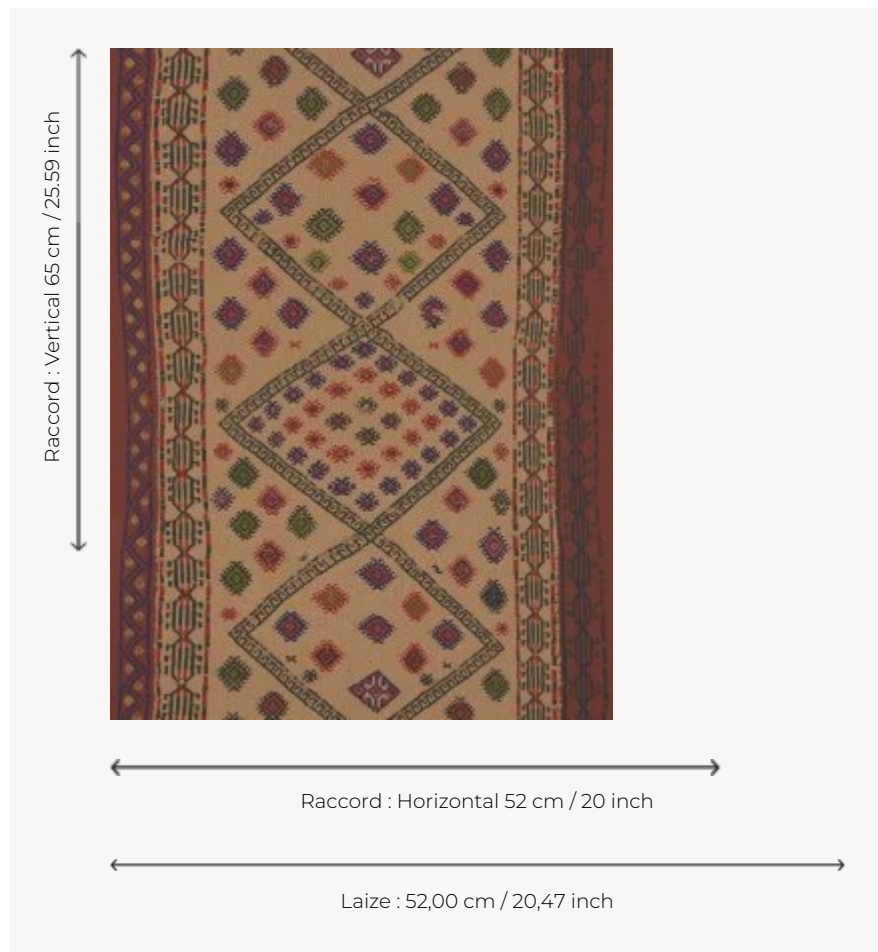 Raccord : Vertical 65 cm / 25.59 inch
Raccord : Horizontal 52 cm / 20 inch
Laize : 52,00 cm / 20,47 inch